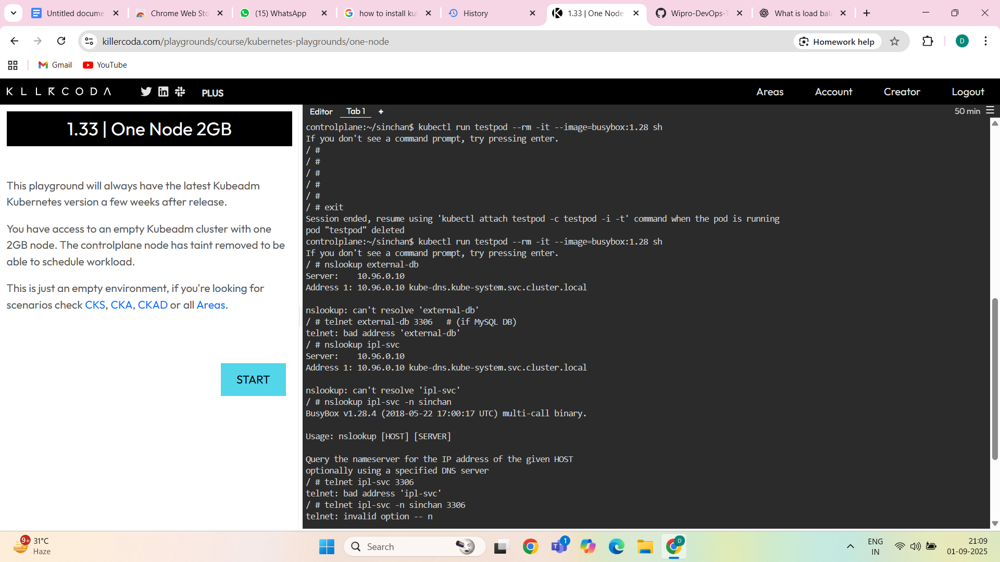 Untitled docume
Chrome Web Sto
(15) WhatsApp
how to install ku
History
1.33 | One Node
Wipro-DevOps-T
What is load bala
killercoda.com/playgrounds/course/kubernetes-playgrounds/one-node
Homework help
D
Gmail
YouTube
KLLRCODA
PLUS
Areas
Account
Creator
Logout
1.33 | One Node 2GB
This playground will always have the latest Kubeadm
Kubernetes version a few weeks after release.
You have access to an empty Kubeadm cluster with one
2GB node. The controlplane node has taint removed to be
able to schedule workload.
This is just an empty environment, if you're looking for
scenarios check CKS, CKA, CKAD or all Areas.
START
Editor
Tab 1
+
50 min
controlplane:~/sinchan$ kubectl run testpod --rm -it --image=busybox:1.28 sh
If you don't see a command prompt, try pressing enter.
/ #
/ #
/ #
/ #
/ #
/ # exit
Session ended, resume using 'kubectl attach testpod -c testpod -i -t' command when the pod is running
pod "testpod" deleted
controlplane:~/sinchan$ kubectl run testpod --rm -it --image=busybox:1.28 sh
If you don't see a command prompt, try pressing enter.
/ # nslookup external-db
Server:    10.96.0.10
Address 1: 10.96.0.10 kube-dns.kube-system.svc.cluster.local
nslookup: can't resolve 'external-db'
/ # telnet external-db 3306   # (if MySQL DB)
telnet: bad address 'external-db'
/ # nslookup ipl-svc
Server:    10.96.0.10
Address 1: 10.96.0.10 kube-dns.kube-system.svc.cluster.local
nslookup: can't resolve 'ipl-svc'
/ # nslookup ipl-svc -n sinchan
BusyBox v1.28.4 (2018-05-22 17:00:17 UTC) multi-call binary.
Usage: nslookup [HOST] [SERVER]
Query the nameserver for the IP address of the given HOST
optionally using a specified DNS server
/ # telnet ipl-svc 3306
telnet: bad address 'ipl-svc'
/ # telnet ipl-svc -n sinchan 3306
telnet: invalid option -- n
9+
31°C
Haze
Search
1
D
ENG
IN
21:09
01-09-2025